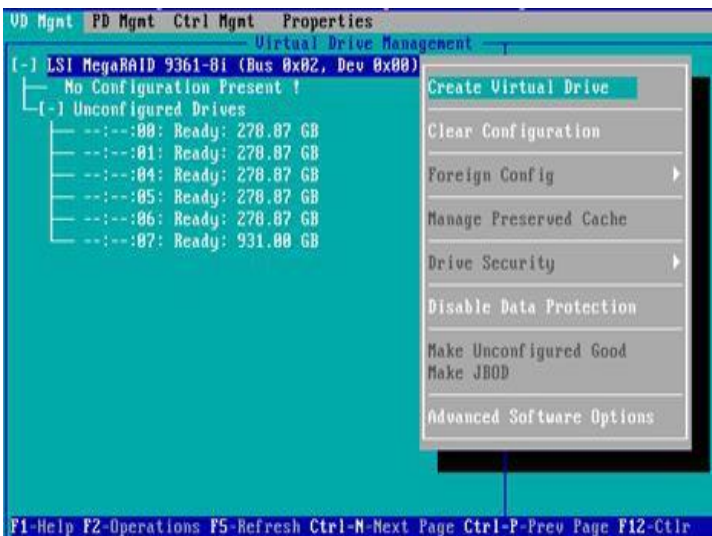 VD Mgmt PD Mgmt Ctrl Mgmt Properties
Virtual Drive Management
[-] LSI MegaRAID 9361-8i (Bus 0x02, Dev 0x00)
No Configuration Present !
[-] Unconfigured Drives
--:--:00: Ready: 278.87 GB
--:--:01: Ready: 278.87 GB
--:--:04: Ready: 278.87 GB
--:--:05: Ready: 278.87 GB
--:--:06: Ready: 278.87 GB
--:--:07: Ready: 931.00 GB
Create Virtual Drive
Clear Configuration
Foreign Config
Manage Preserved Cache
Drive Security
Disable Data Protection
Make Unconfigured Good
Make JBOD
Advanced Software Options
F1-Help F2-Operations F5-Refresh Ctrl-N-Next Page Ctrl-P-Prev Page F12-Ctlr